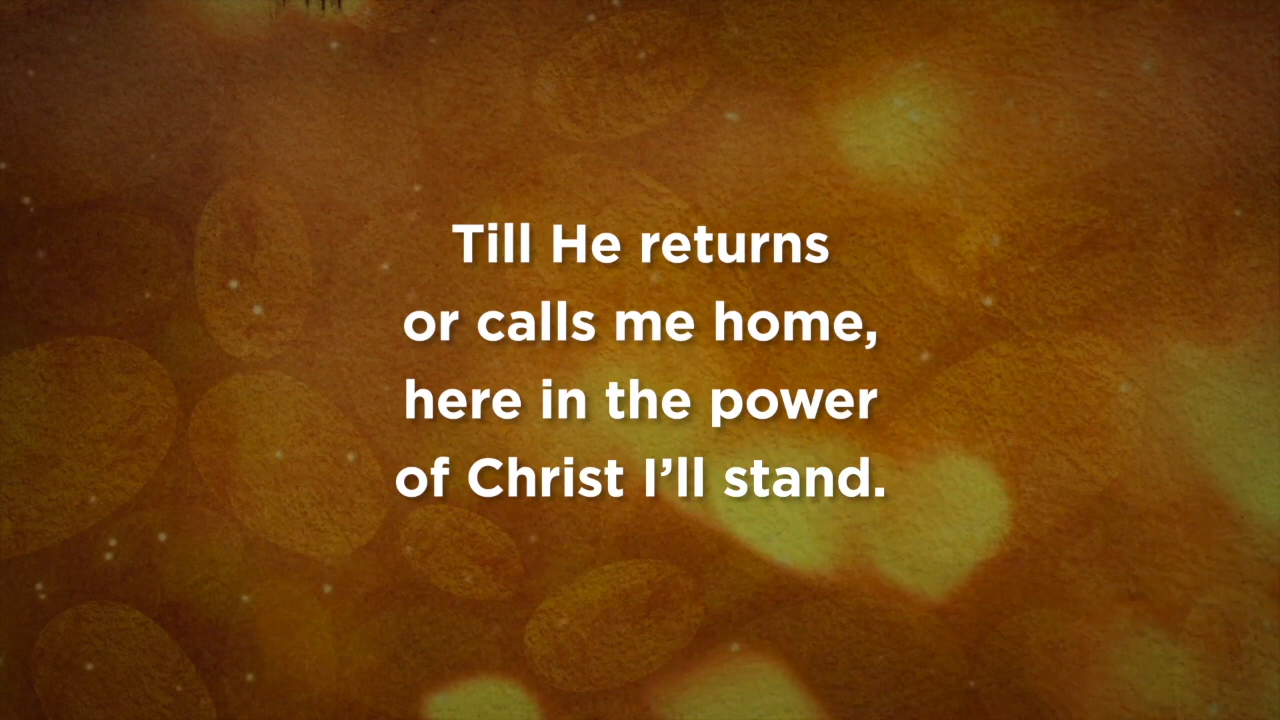 Till He returns
or calls me home,
here in the power
of Christ I’ll stand.